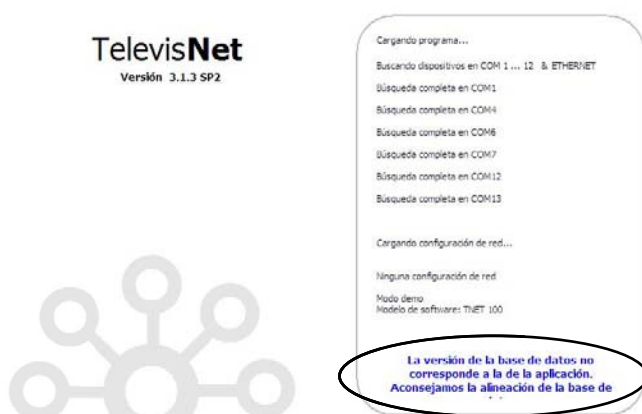 TelevisNet
Versión 3.1.3 SP2
Cargando programa...
Buscando dispositivos en COM 1 ... 12 & ETHERNET
Búsqueda completa en COM1
Búsqueda completa en COM4
Búsqueda completa en COM6
Búsqueda completa en COM7
Búsqueda completa en COM12
Búsqueda completa en COM13
Cargando configuración de red...
Ninguna configuración de red
Modo demo
Modelo de software: TNET 100
La versión de la base de datos no
corresponde a la de la aplicación.
Aconsejamos la alineación de la base de